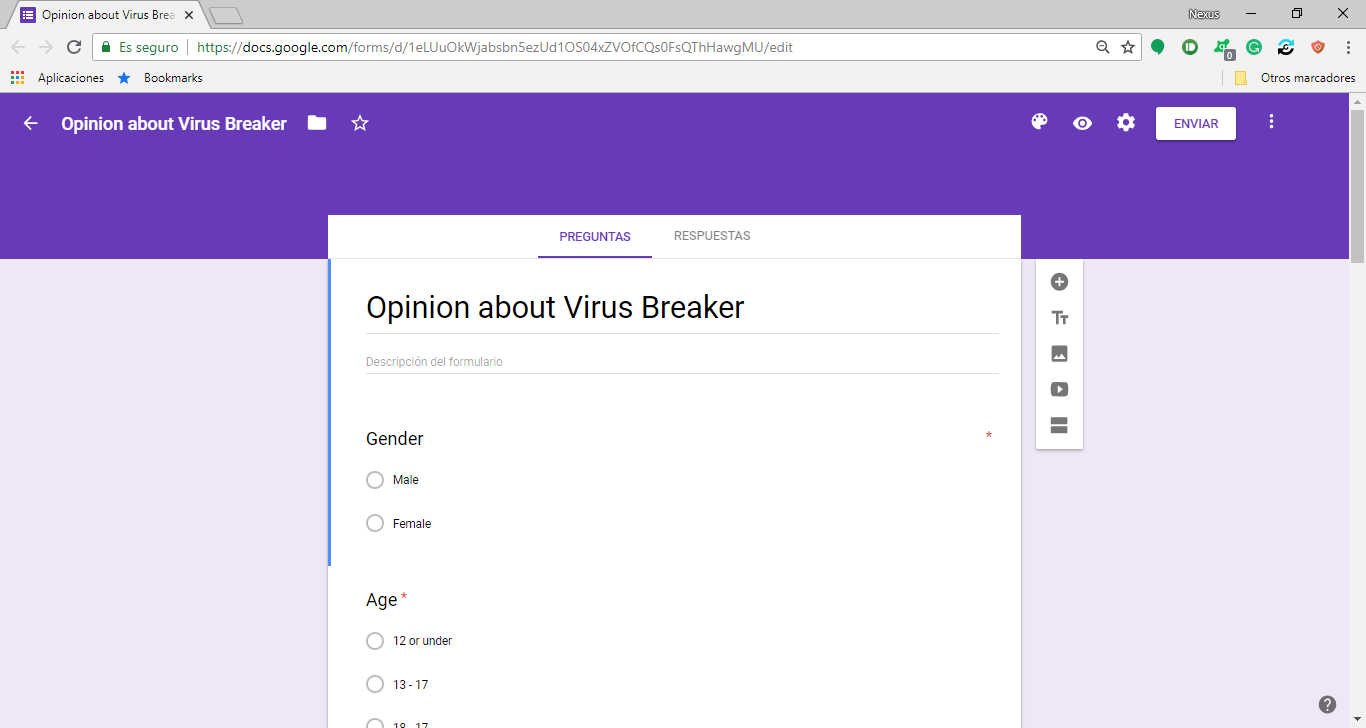 Opinion about Virus Brea
Nexus
Es seguro
https://docs.google.com/forms/d/1eLUuOkWjabsbn5ezUd1OS04xZVOfCQs0FsQThHawgMU/edit
0
Aplicaciones
Bookmarks
Otros marcadores
Opinion about Virus Breaker
ENVIAR
PREGUNTAS
RESPUESTAS
Opinion about Virus Breaker
Descripción del formulario
Gender *
Male
Female
Age *
12 or under
13 - 17
18 - 17